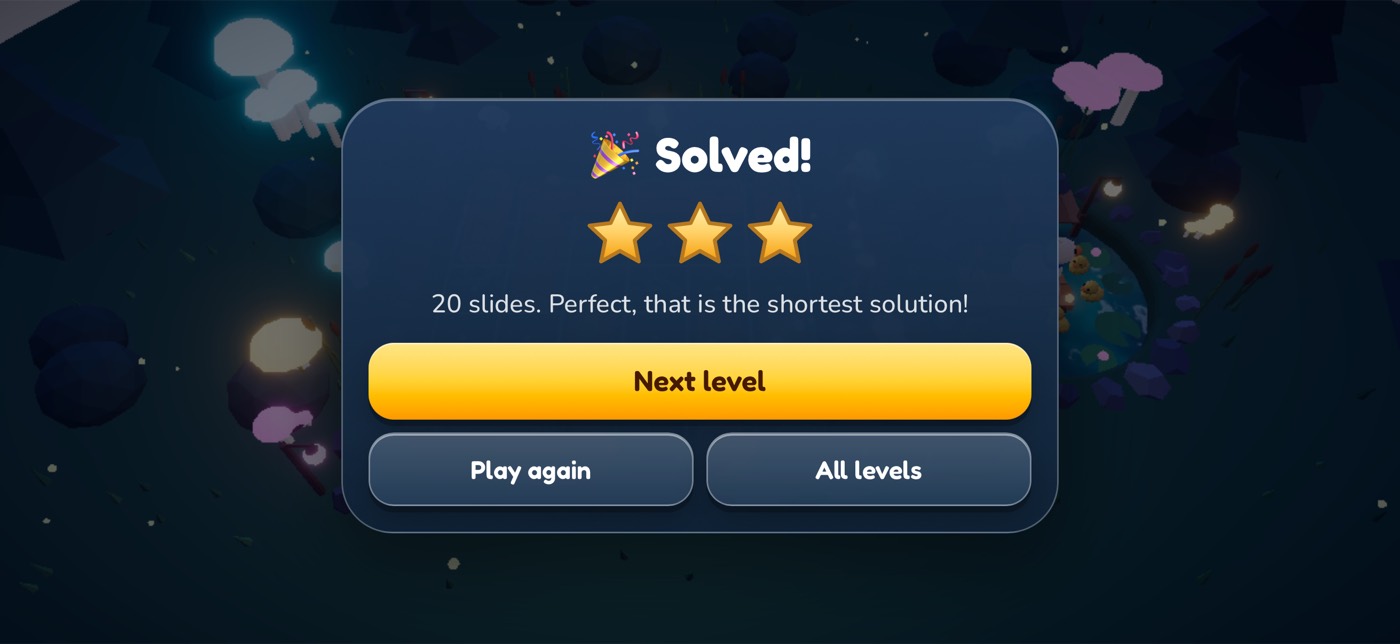 Solved!
20 slides. Perfect, that is the shortest solution!
Next level
Play again
All levels